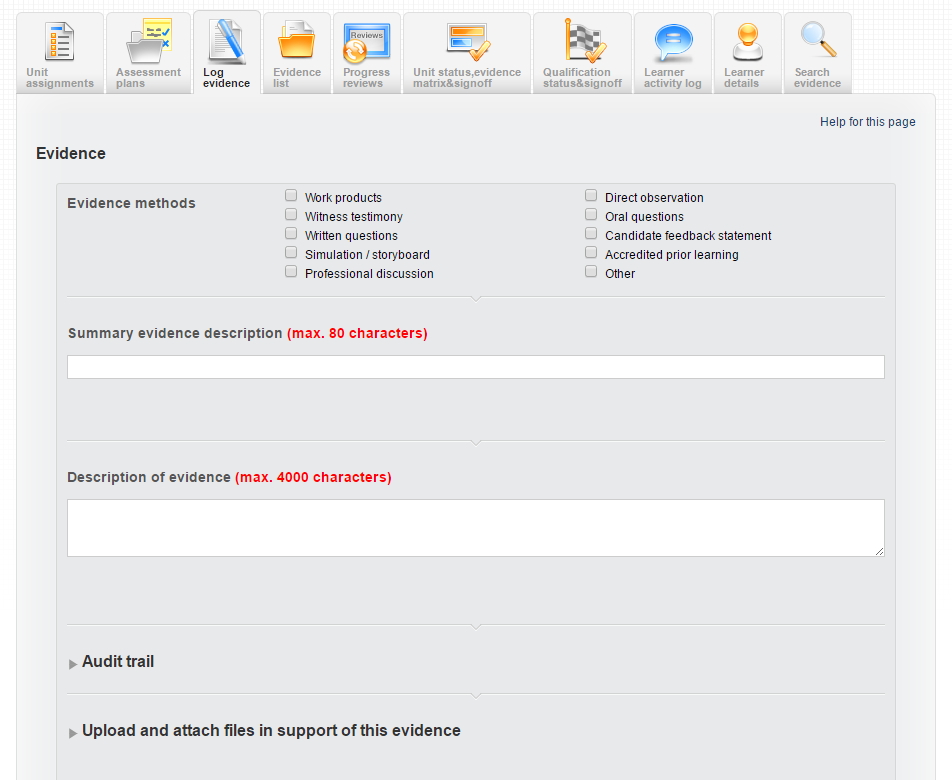 Unit
assignments
Assessment
plans
Log
evidence
Evidence
list
Reviews
Progress
reviews
Unit status,evidence
matrix&signoff
Qualification
status&signoff
Learner
activity log
Learner
details
Search
evidence
Help for this page
Evidence
Evidence methods
Work products
Direct observation
Witness testimony
Oral questions
Written questions
Candidate feedback statement
Simulation / storyboard
Accredited prior learning
Professional discussion
Other
Summary evidence description (max. 80 characters)
Description of evidence (max. 4000 characters)
Audit trail
Upload and attach files in support of this evidence